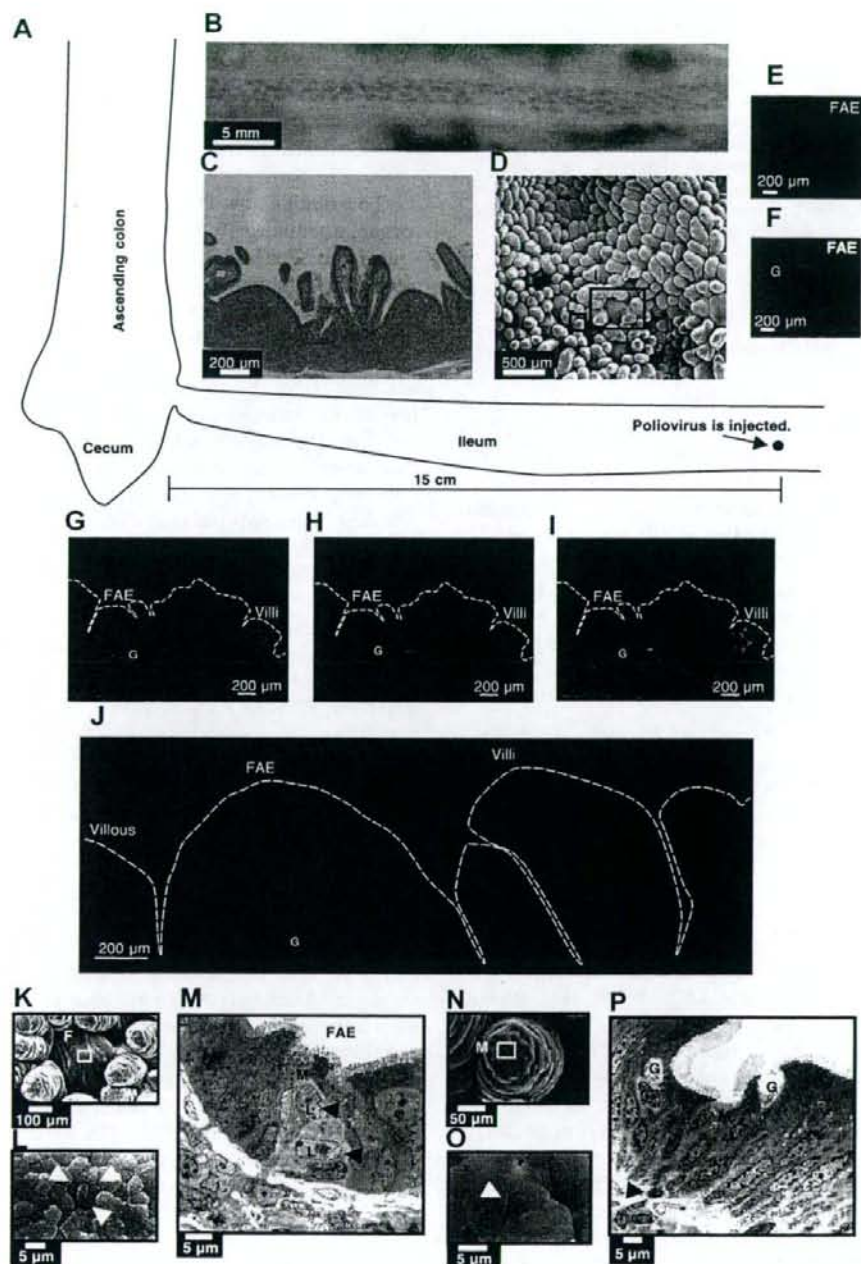 A
B
5 mm
C
200 µm
D
500 µm
E
FAE
200 µm
F
FAE
G
200 µm
Ascending colon
Cecum
Ileum
Poliovirus is injected.
15 cm
G
FAE
Villi
G
200 µm
H
FAE
Villi
G
200 µm
I
FAE
Villi
G
200 µm
J
Villous
FAE
Villi
G
200 µm
K
F
100 µm
L
5 µm
M
FAE
M
L
L
5 µm
N
M
50 µm
O
5 µm
P
G
G
5 µm